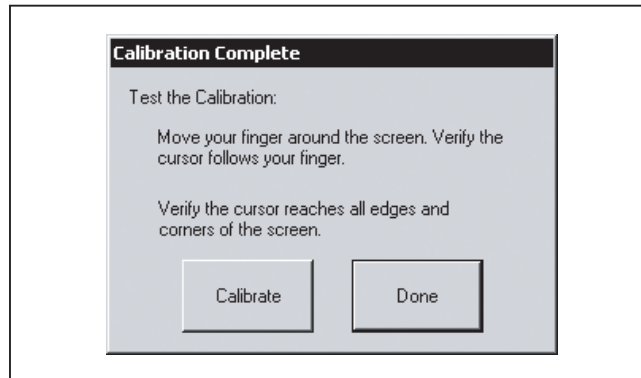 Calibration Complete
Test the Calibration:
Move your finger around the screen. Verify the
cursor follows your finger.
Verify the cursor reaches all edges and
corners of the screen.
Calibrate
Done